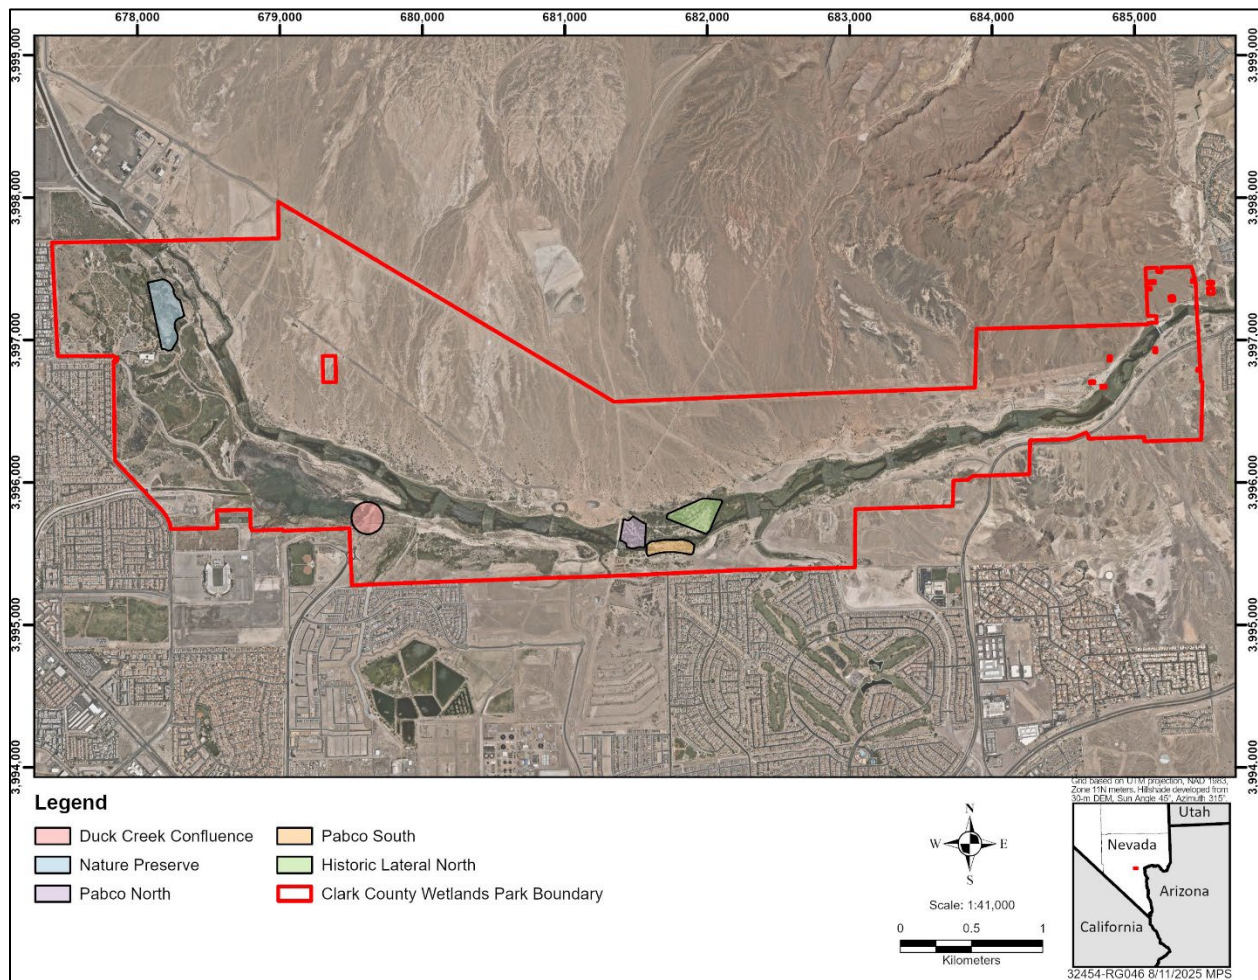 678,000 679,000 680,000 681,000 682,000 683,000 684,000 685,000
3,999,000 3,999,000
3,998,000 3,998,000
3,997,000 3,997,000
3,996,000 3,996,000
3,995,000 3,995,000
3,994,000 3,994,000
Grid based on UTM projection, NAD 1983,
Zone 11N meters. Hillshade developed from
30-m DEM, Sun Angle 45°, Azimuth 315°.
Legend
Duck Creek Confluence
Nature Preserve
Pabco North
Pabco South
Historic Lateral North
Clark County Wetlands Park Boundary
N
W E
S
Scale: 1:41,000
0 0.5 1
Kilometers
Utah
Nevada
Arizona
California
32454-RG046 8/11/2025 MPS